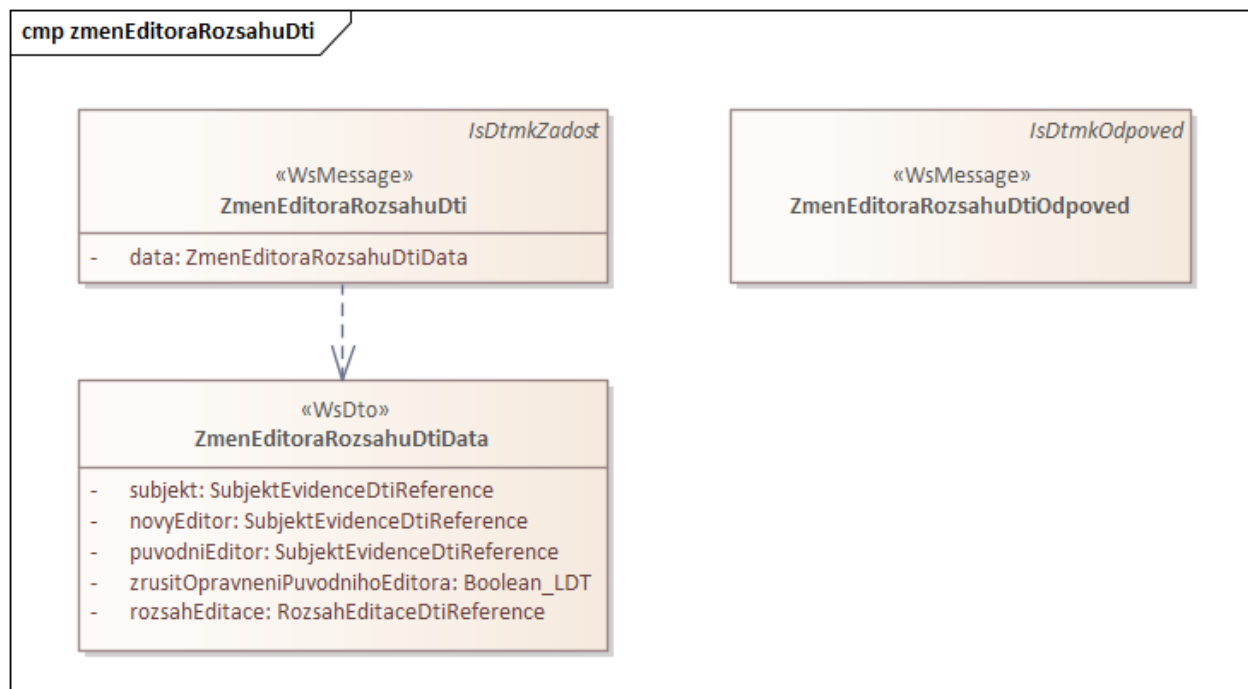 cmp zmenEditoraRozsahuDti
IsDtmkZadost
«WsMessage»
ZmenEditoraRozsahuDti
- data: ZmenEditoraRozsahuDtiData
IsDtmkOdpoved
«WsMessage»
ZmenEditoraRozsahuDtiOdpoved
«WsDto»
ZmenEditoraRozsahuDtiData
- subjekt: SubjektEvidenceDtiReference
- novyEditor: SubjektEvidenceDtiReference
- puvodniEditor: SubjektEvidenceDtiReference
- zrusitOpravneniPuvodnihoEditora: Boolean_LDT
- rozsahEditace: RozsahEditaceDtiReference